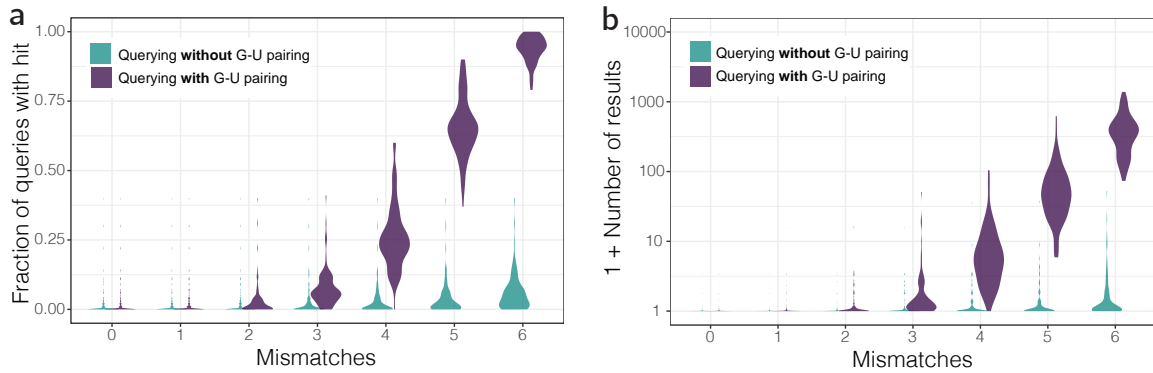 a
Fraction of queries with hit
1.00
0.75
0.50
0.25
0.00
Querying without G-U pairing
Querying with G-U pairing
0 1 2 3 4 5 6
Mismatches
b
1 + Number of results
10000
1000
100
10
1
Querying without G-U pairing
Querying with G-U pairing
0 1 2 3 4 5 6
Mismatches